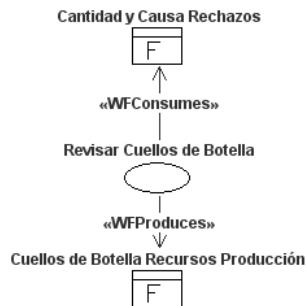 Cantidad y Causa Rechazos
F
«WFConsumes»
Revisar Cuellos de Botella
«WFProduces»
Cuellos de Botella Recursos Producción
F